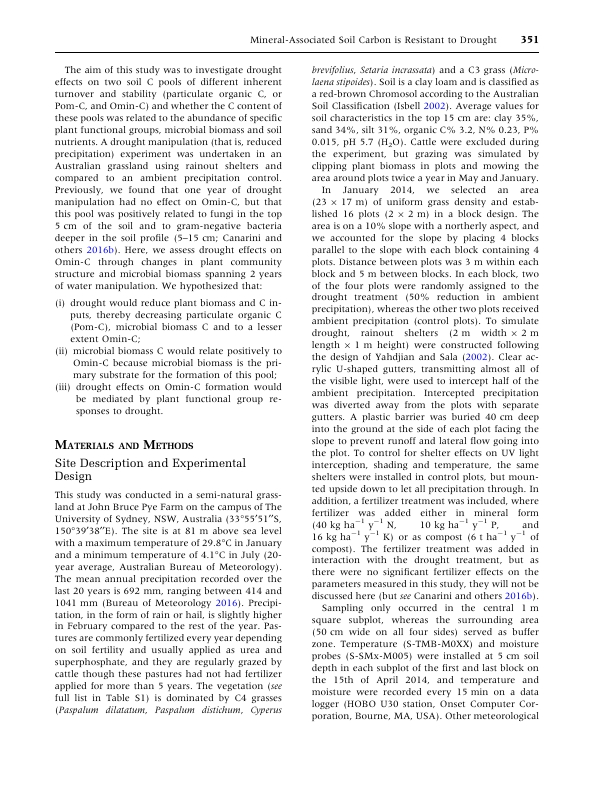 Mineral-Associated Soil Carbon is Resistant to Drought 351
The aim of this study was to investigate drought
effects on two soil C pools of different inherent
turnover and stability (particulate organic C, or
Pom-C, and Omin-C) and whether the C content of
these pools was related to the abundance of specific
plant functional groups, microbial biomass and soil
nutrients. A drought manipulation (that is, reduced
precipitation) experiment was undertaken in an
Australian grassland using rainout shelters and
compared to an ambient precipitation control.
Previously, we found that one year of drought
manipulation had no effect on Omin-C, but that
this pool was positively related to fungi in the top
5 cm of the soil and to gram-negative bacteria
deeper in the soil profile (5–15 cm; Canarini and
others 2016b). Here, we assess drought effects on
Omin-C through changes in plant community
structure and microbial biomass spanning 2 years
of water manipulation. We hypothesized that:
(i) drought would reduce plant biomass and C in-
puts, thereby decreasing particulate organic C
(Pom-C), microbial biomass C and to a lesser
extent Omin-C;
(ii) microbial biomass C would relate positively to
Omin-C because microbial biomass is the pri-
mary substrate for the formation of this pool;
(iii) drought effects on Omin-C formation would
be mediated by plant functional group re-
sponses to drought.
MATERIALS AND METHODS
Site Description and Experimental
Design
This study was conducted in a semi-natural grass-
land at John Bruce Pye Farm on the campus of The
University of Sydney, NSW, Australia (33°55′51″S,
150°39′38″E). The site is at 81 m above sea level
with a maximum temperature of 29.8°C in January
and a minimum temperature of 4.1°C in July (20-
year average, Australian Bureau of Meteorology).
The mean annual precipitation recorded over the
last 20 years is 692 mm, ranging between 414 and
1041 mm (Bureau of Meteorology 2016). Precipi-
tation, in the form of rain or hail, is slightly higher
in February compared to the rest of the year. Pas-
tures are commonly fertilized every year depending
on soil fertility and usually applied as urea and
superphosphate, and they are regularly grazed by
cattle though these pastures had not had fertilizer
applied for more than 5 years. The vegetation (see
full list in Table S1) is dominated by C4 grasses
(Paspalum dilatatum, Paspalum distichum, Cyperus
brevifolius, Setaria incrassata) and a C3 grass (Micro-
laena stipoides). Soil is a clay loam and is classified as
a red-brown Chromosol according to the Australian
Soil Classification (Isbell 2002). Average values for
soil characteristics in the top 15 cm are: clay 35%,
sand 34%, silt 31%, organic C% 3.2, N% 0.23, P%
0.015, pH 5.7 (H2O). Cattle were excluded during
the experiment, but grazing was simulated by
clipping plant biomass in plots and mowing the
area around plots twice a year in May and January.
In January 2014, we selected an area
(23 × 17 m) of uniform grass density and estab-
lished 16 plots (2 × 2 m) in a block design. The
area is on a 10% slope with a northerly aspect, and
we accounted for the slope by placing 4 blocks
parallel to the slope with each block containing 4
plots. Distance between plots was 3 m within each
block and 5 m between blocks. In each block, two
of the four plots were randomly assigned to the
drought treatment (50% reduction in ambient
precipitation), whereas the other two plots received
ambient precipitation (control plots). To simulate
drought, rainout shelters (2 m width × 2 m
length × 1 m height) were constructed following
the design of Yahdjian and Sala (2002). Clear ac-
rylic U-shaped gutters, transmitting almost all of
the visible light, were used to intercept half of the
ambient precipitation. Intercepted precipitation
was diverted away from the plots with separate
gutters. A plastic barrier was buried 40 cm deep
into the ground at the side of each plot facing the
slope to prevent runoff and lateral flow going into
the plot. To control for shelter effects on UV light
interception, shading and temperature, the same
shelters were installed in control plots, but moun-
ted upside down to let all precipitation through. In
addition, a fertilizer treatment was included, where
fertilizer was added either in mineral form
(40 kg ha−1 y−1 N, 10 kg ha−1 y−1 P, and
16 kg ha−1 y−1 K) or as compost (6 t ha−1 y−1 of
compost). The fertilizer treatment was added in
interaction with the drought treatment, but as
there were no significant fertilizer effects on the
parameters measured in this study, they will not be
discussed here (but see Canarini and others 2016b).
Sampling only occurred in the central 1 m
square subplot, whereas the surrounding area
(50 cm wide on all four sides) served as buffer
zone. Temperature (S-TMB-M0XX) and moisture
probes (S-SMx-M005) were installed at 5 cm soil
depth in each subplot of the first and last block on
the 15th of April 2014, and temperature and
moisture were recorded every 15 min on a data
logger (HOBO U30 station, Onset Computer Cor-
poration, Bourne, MA, USA). Other meteorological